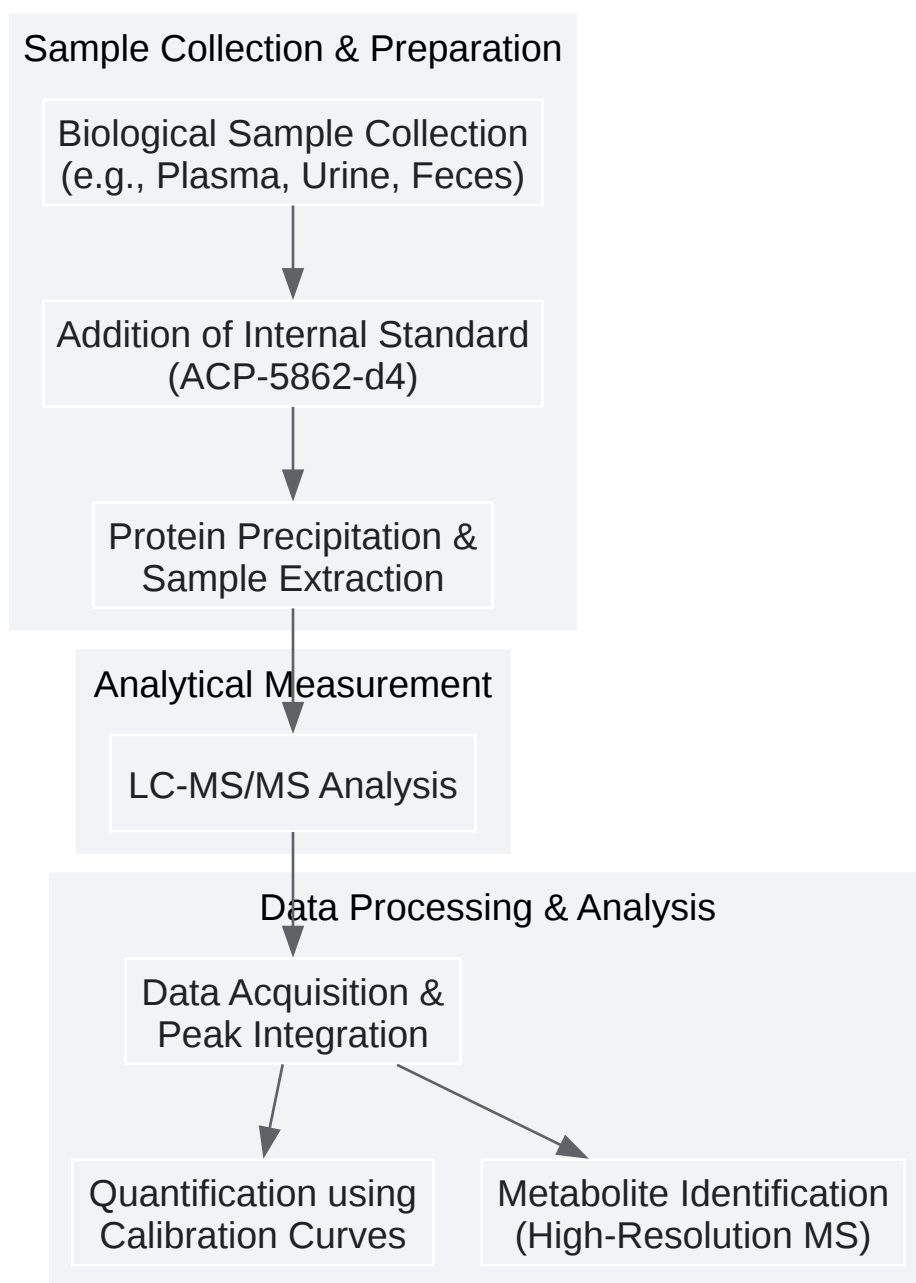 Sample Collection & Preparation
Biological Sample Collection
(e.g., Plasma, Urine, Feces)
Addition of Internal Standard
(ACP-5862-d4)
Protein Precipitation &
Sample Extraction
Analytical Measurement
LC-MS/MS Analysis
Data Processing & Analysis
Data Acquisition &
Peak Integration
Quantification using
Calibration Curves
Metabolite Identification
(High-Resolution MS)